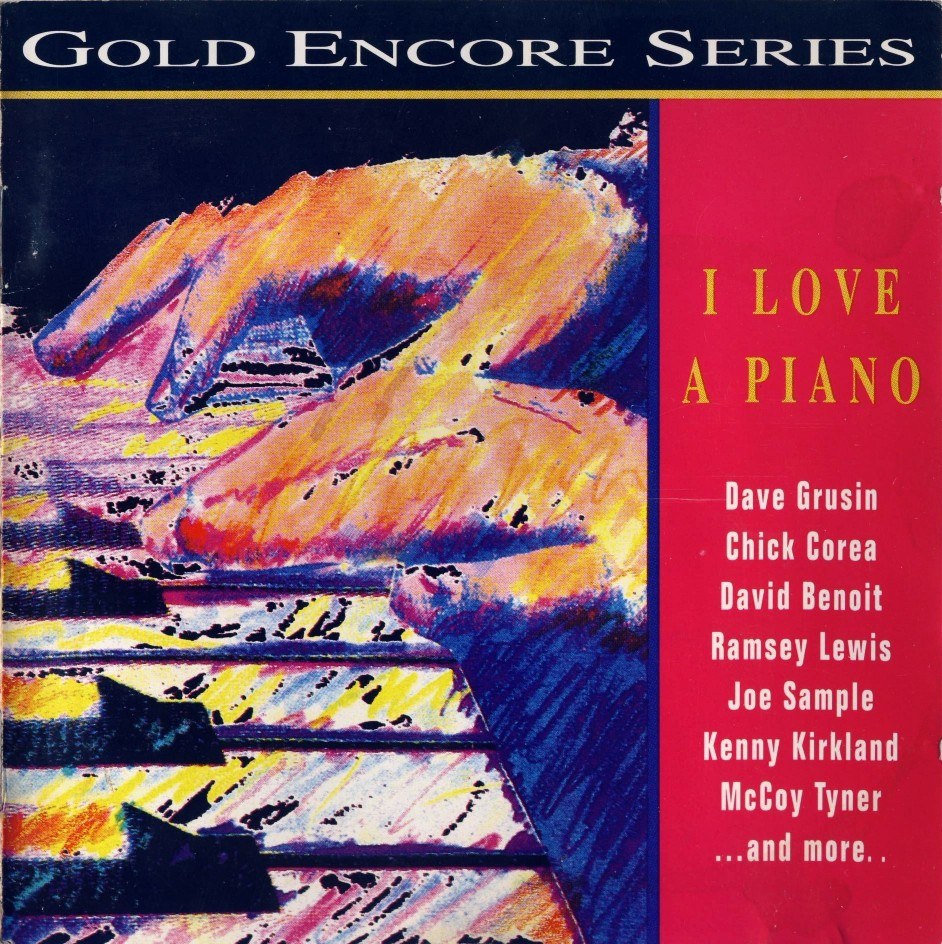 GOLD ENCORE SERIES
I LOVE
A PIANO
Dave Grusin
Chick Corea
David Benoit
Ramsey Lewis
Joe Sample
Kenny Kirkland
McCoy Tyner
...and more. .